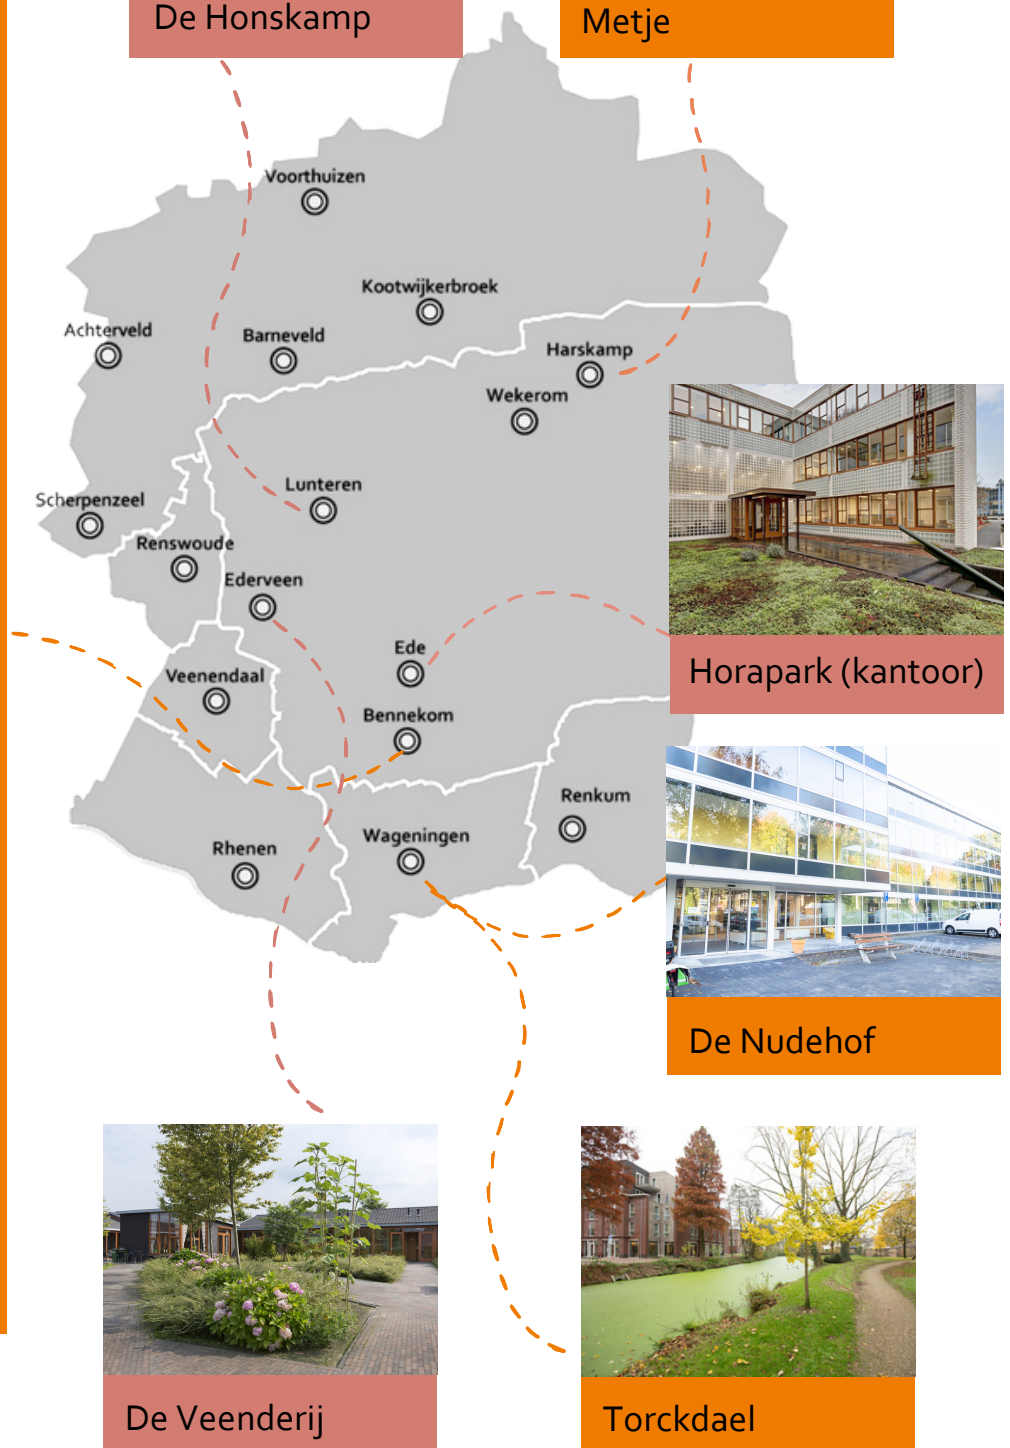 De Honskamp
Metje
Voorthuizen
Kootwijkerbroek
Achterveld
Barneveld
Harskamp
Wekerom
Lunteren
Scherpenzeel
Renswoude
Ederveen
Ede
Veenendaal
Horapark (kantoor)
Bennekom
Renkum
Wageningen
Rhenen
De Nudehof
De Veenderij
Torckdael